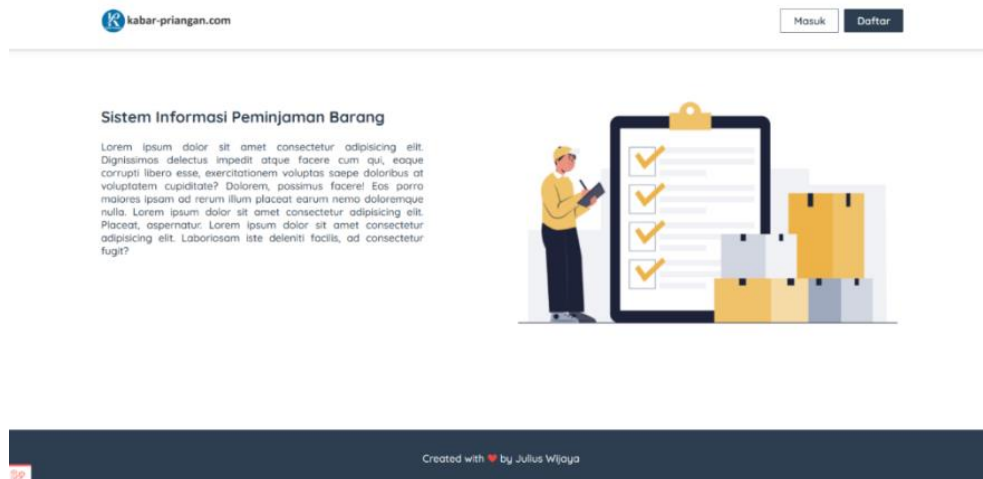 kabar-priangan.com
Masuk
Daftar
Sistem Informasi Peminjaman Barang
Lorem ipsum dolor sit amet consectetur adipisicing elit.
Dignissimos delectus impedit atque facere cum qui, eaque
corrupti libero esse, exercitationem voluptas saepe doloribus at
voluptatem cupiditate? Dolorem, possimus facere! Eos porro
maiores ipsam ad rerum illum placeat earum nemo doloremque
nulla. Lorem ipsum dolor sit amet consectetur adipisicing elit.
Placeat, aspernatur. Lorem ipsum dolor sit amet consectetur
adipisicing elit. Laboriosam iste deleniti facilis, ad consectetur
fugit?
Created with ❤ by Julius Wijaya